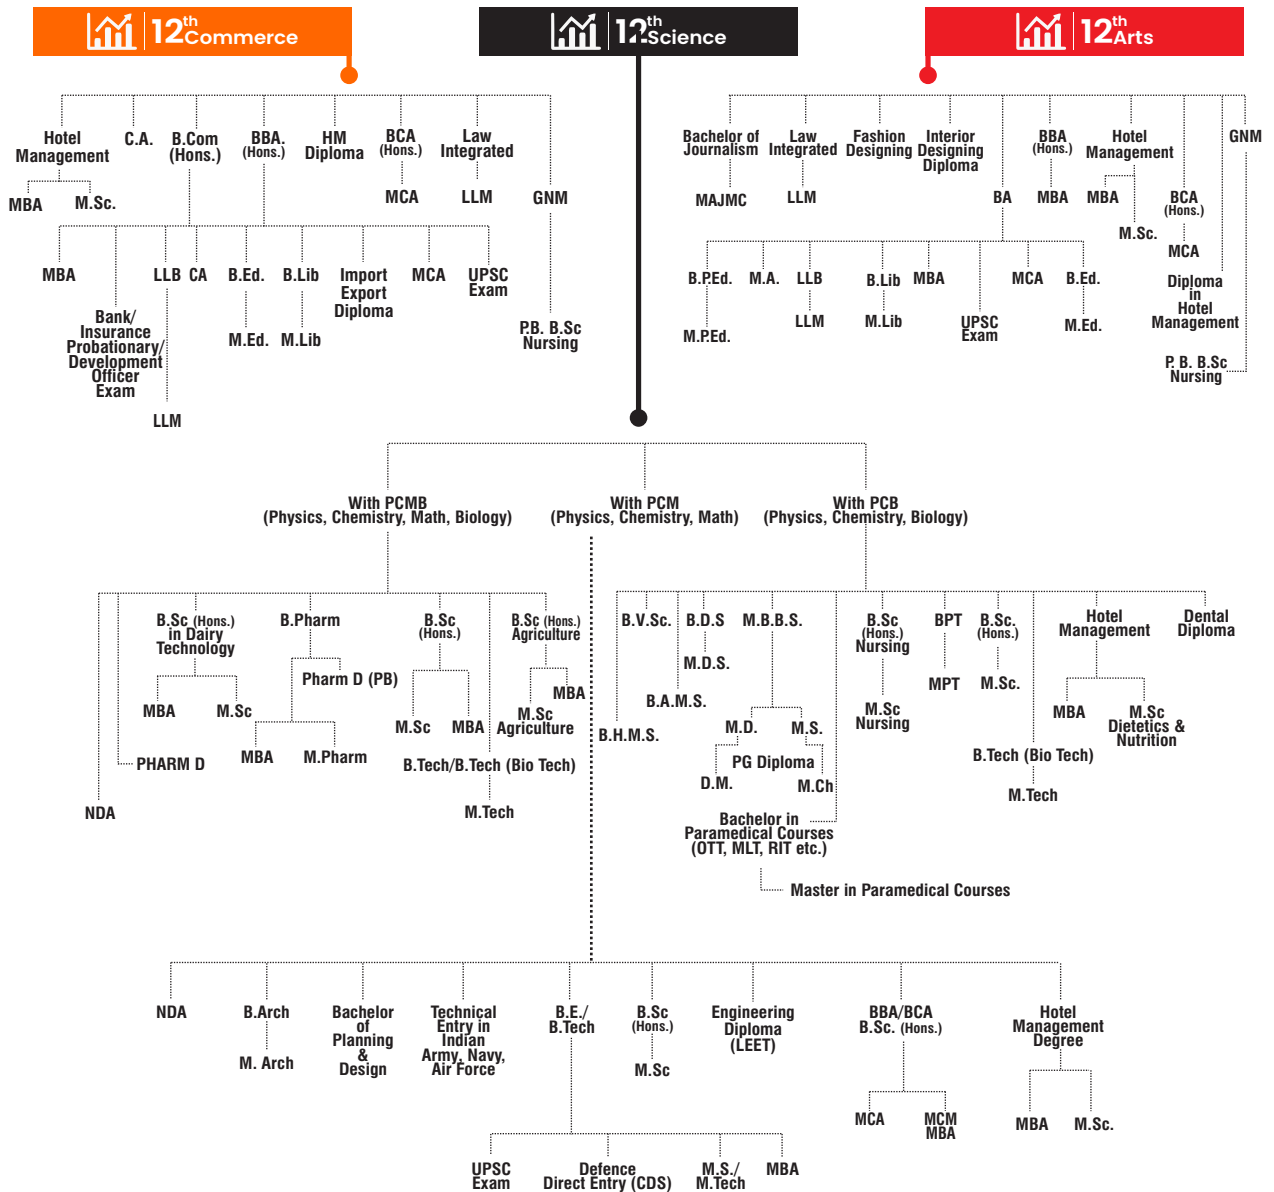 12th Commerce
12th Science
12th Arts
Hotel
Management
C.A.
B.Com
(Hons.)
BBA.
(Hons.)
HM
Diploma
BCA
(Hons.)
Law
Integrated
MBA
M.Sc.
MCA
LLM
GNM
MBA
Bank/
Insurance
Probationary/
Development
Officer
Exam
LLB
CA
B.Ed.
B.Lib
Import
Export
Diploma
MCA
UPSC
Exam
M.Ed.
M.Lib
P.B. B.Sc
Nursing
LLM
Bachelor of
Journalism
Law
Integrated
Fashion
Designing
Interior
Designing
Diploma
BBA
(Hons.)
Hotel
Management
GNM
MAJMC
LLM
BA
MBA
MBA
M.Sc.
BCA
(Hons.)
MCA
B.P.Ed.
M.A.
LLB
B.Lib
MBA
UPSC
Exam
MCA
B.Ed.
Diploma
in
Hotel
Management
M.P.Ed.
LLM
M.Lib
M.Ed.
P. B. B.Sc
Nursing
With PCMB
(Physics, Chemistry, Math, Biology)
With PCM
(Physics, Chemistry, Math)
With PCB
(Physics, Chemistry, Biology)
B.Sc (Hons.)
in Dairy
Technology
B.Pharm
B.Sc
(Hons.)
B.Sc (Hons.)
Agriculture
MBA
M.Sc
Pharm D (PB)
MBA
M.Pharm
M.Sc
MBA
M.Sc
Agriculture
MBA
PHARM D
B.Tech/B.Tech (Bio Tech)
NDA
M.Tech
B.V.Sc.
B.D.S
M.B.B.S.
B.Sc
(Hons.)
Nursing
BPT
B.Sc.
(Hons.)
Hotel
Management
Dental
Diploma
M.D.S.
B.A.M.S.
B.H.M.S.
M.D.
M.S.
PG Diploma
D.M.
M.Ch
M.Sc
Nursing
MPT
M.Sc.
MBA
M.Sc
Dietetics &
Nutrition
B.Tech (Bio Tech)
M.Tech
Bachelor in
Paramedical Courses
(OTT, MLT, RIT etc.)
Master in Paramedical Courses
NDA
B.Arch
Bachelor
of
Planning
&
Design
Technical
Entry in
Indian
Army, Navy,
Air Force
B.E./
B.Tech
B.Sc
(Hons.)
Engineering
Diploma
(LEET)
BBA/BCA
B.Sc. (Hons.)
Hotel
Management
Degree
M. Arch
M.Sc
MCA
MCM
MBA
MBA
M.Sc.
UPSC
Exam
Defence
Direct Entry (CDS)
M.S./
M.Tech
MBA